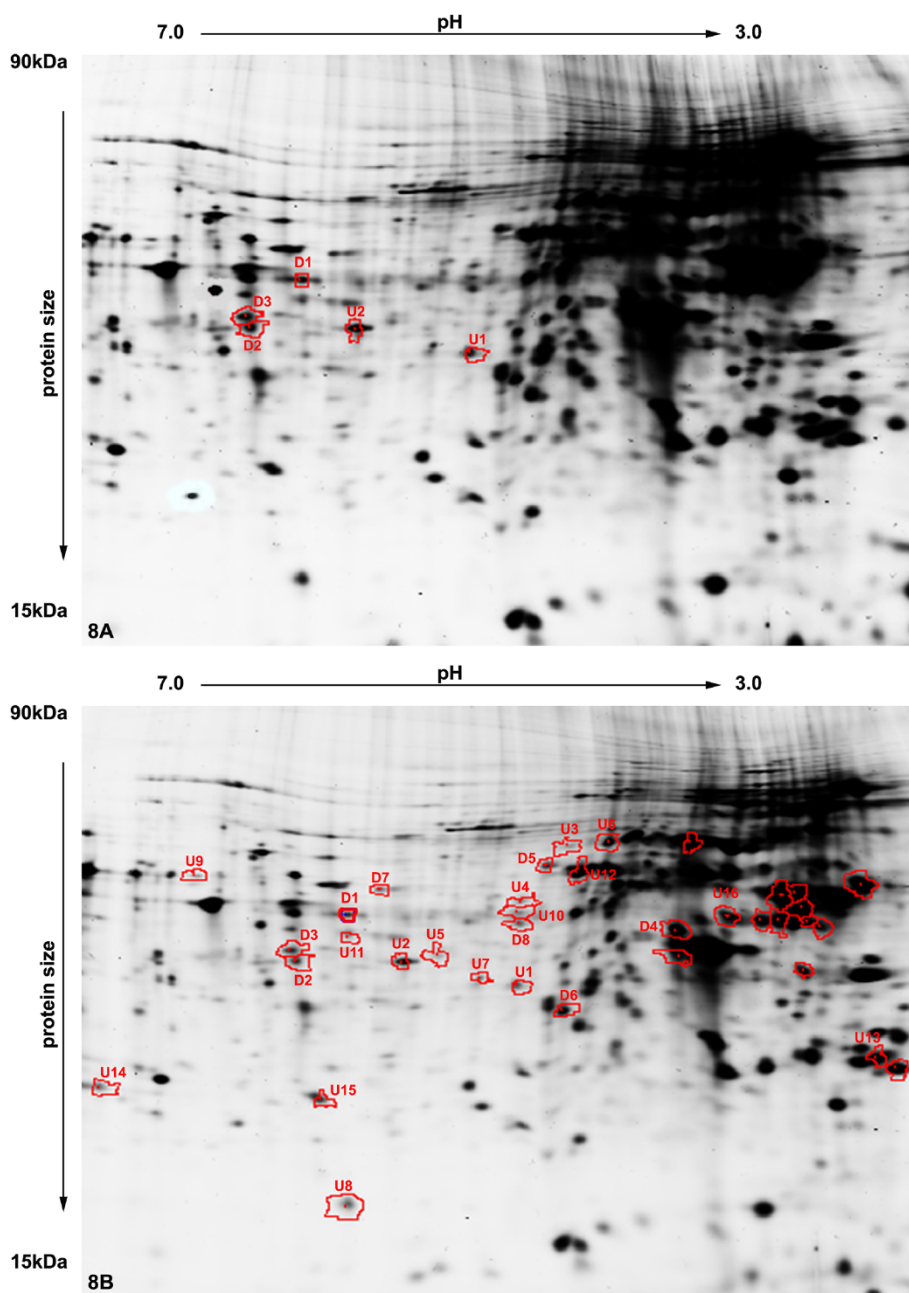 pH
7.0 3.0
90kDa
D1
D3
U2
D2
U1
protein size
15kDa
8A
pH
7.0 3.0
90kDa
U3 U6
D5
U9
U12
D7
U4
D1
U16
U10
D4
D8
D3
U11
U2
U5
D2
U7
U1
D6
protein size
U13
U14
U15
U8
15kDa
8B